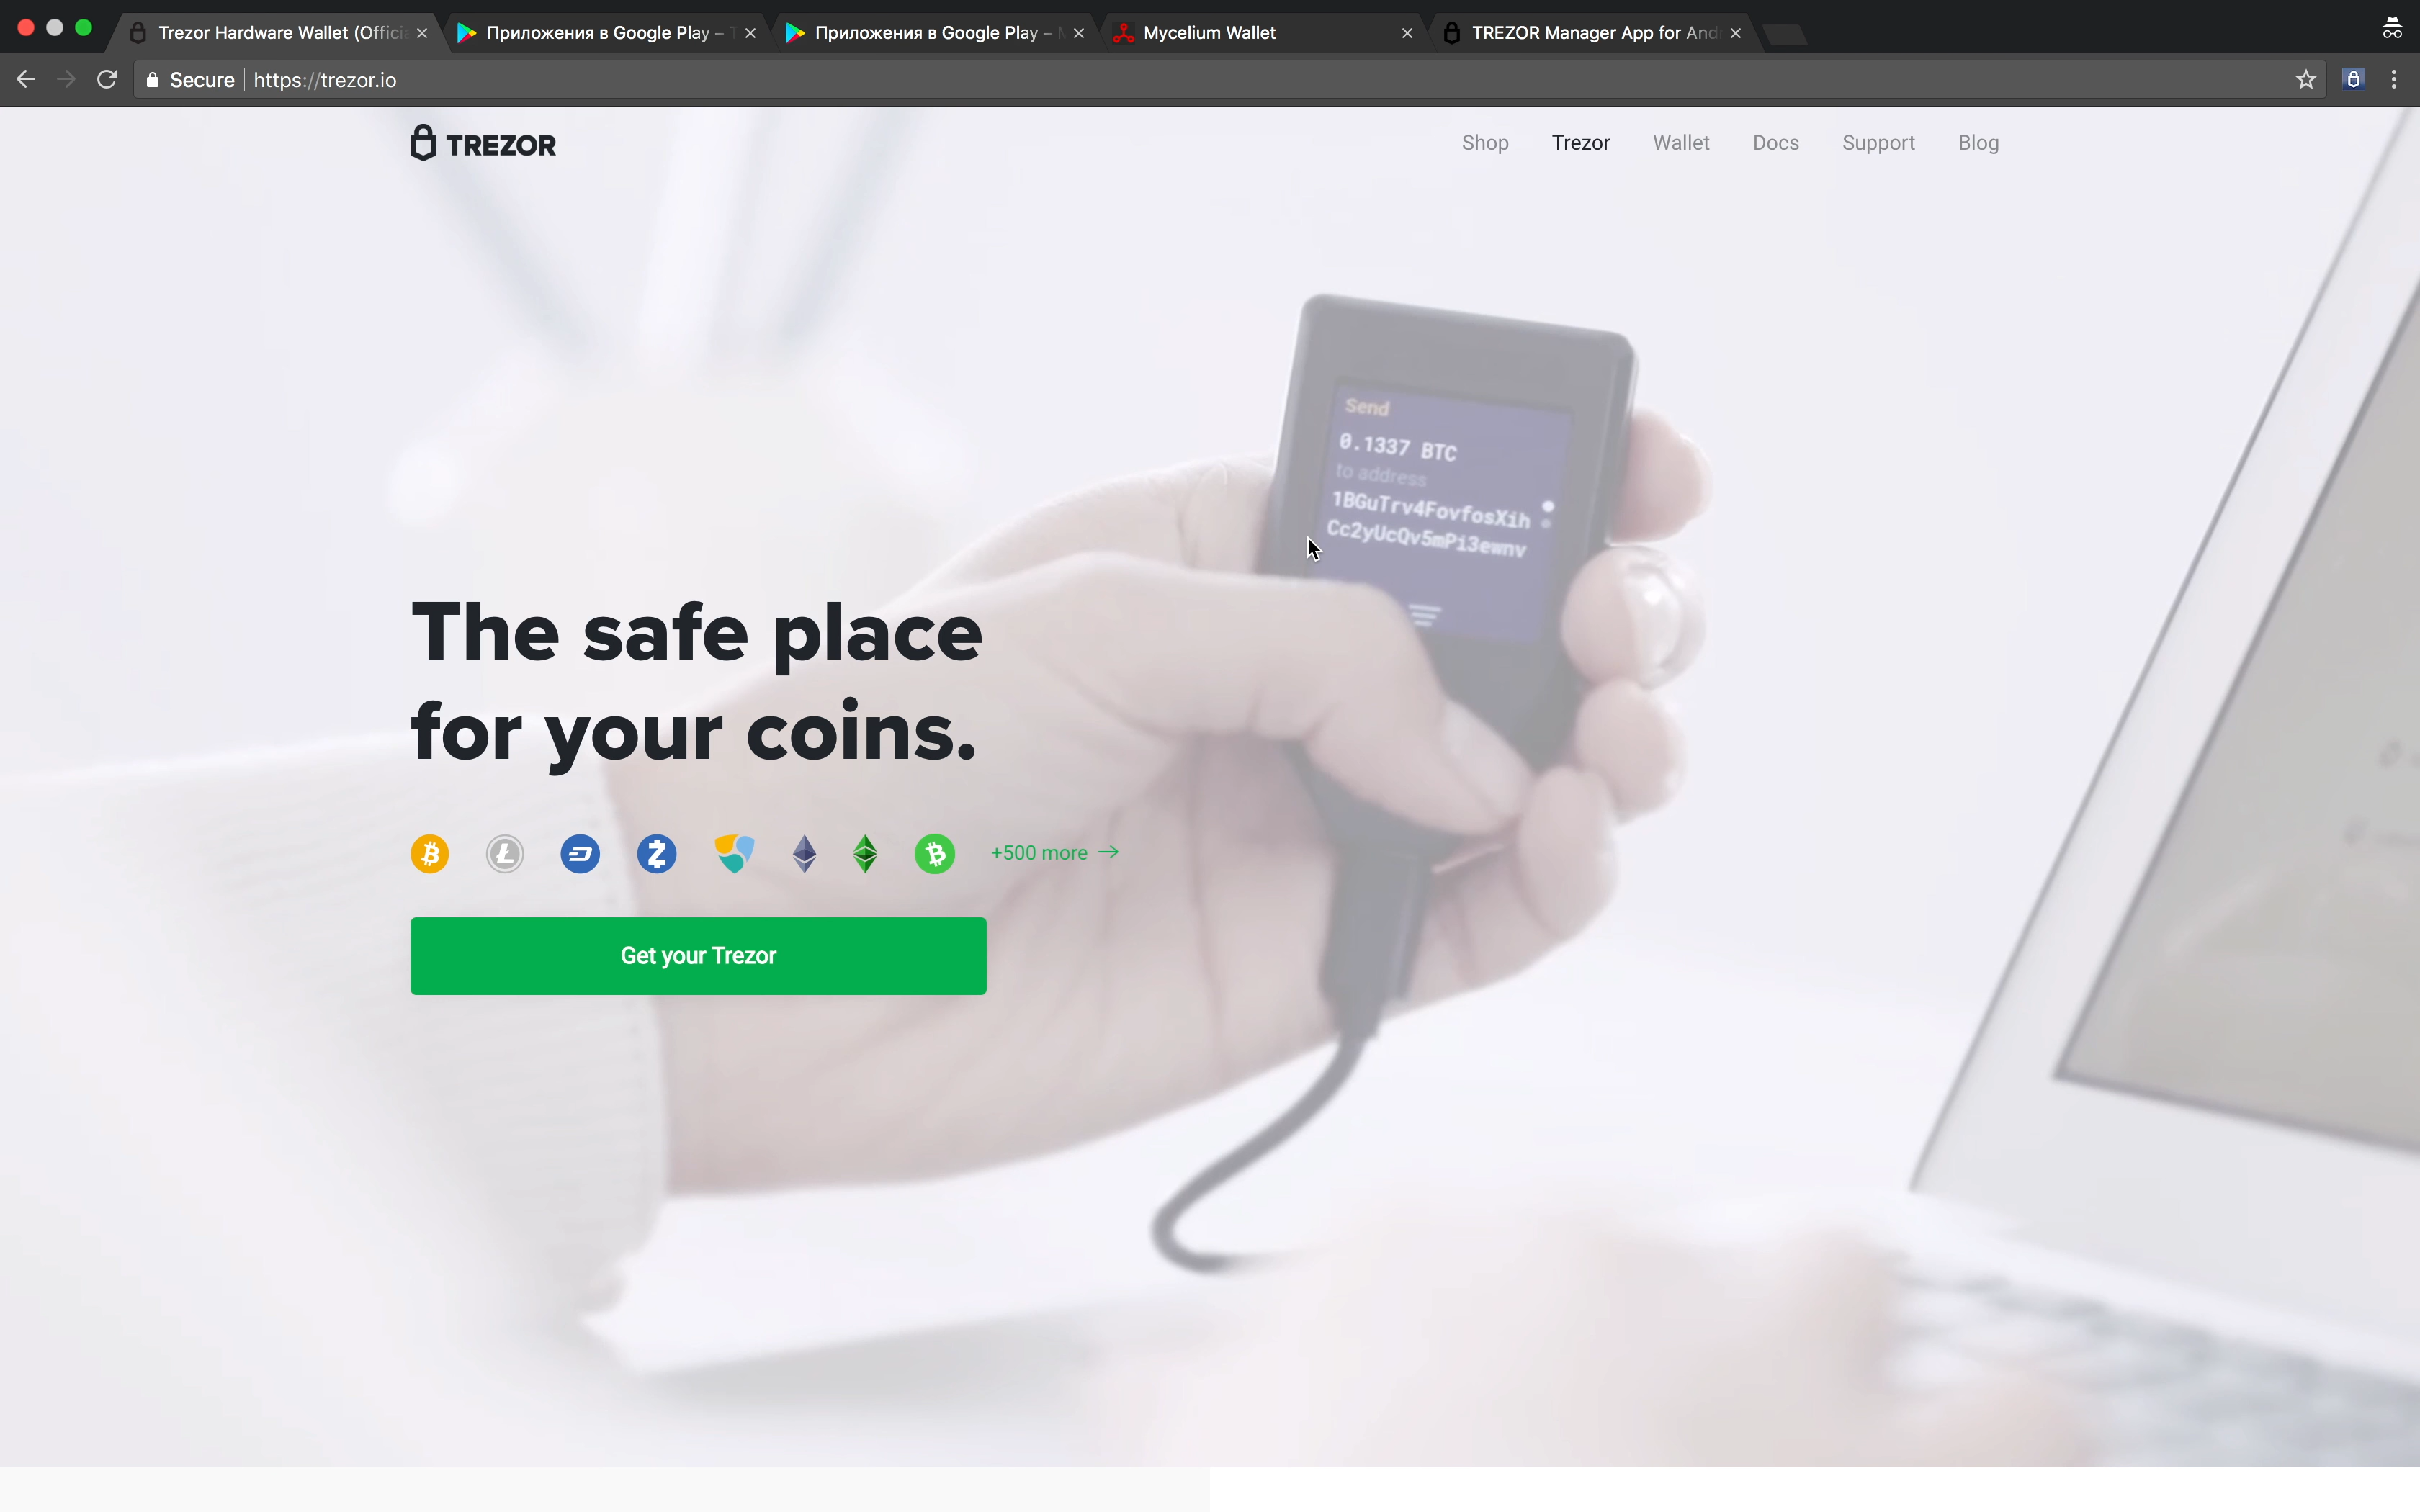 Trezor Hardware Wallet (Offici
Приложения в Google Play –
Приложения в Google Play –
Mycelium Wallet
TREZOR Manager App for And
Secure
https://trezor.io
TREZOR
Shop
Trezor
Wallet
Docs
Support
Blog
Send
0.1337 BTC
to address
1BGuTrv4FovfosXih
Cc2yUcQv5mPi3ewnv
The safe place
for your coins.
+500 more →
Get your Trezor